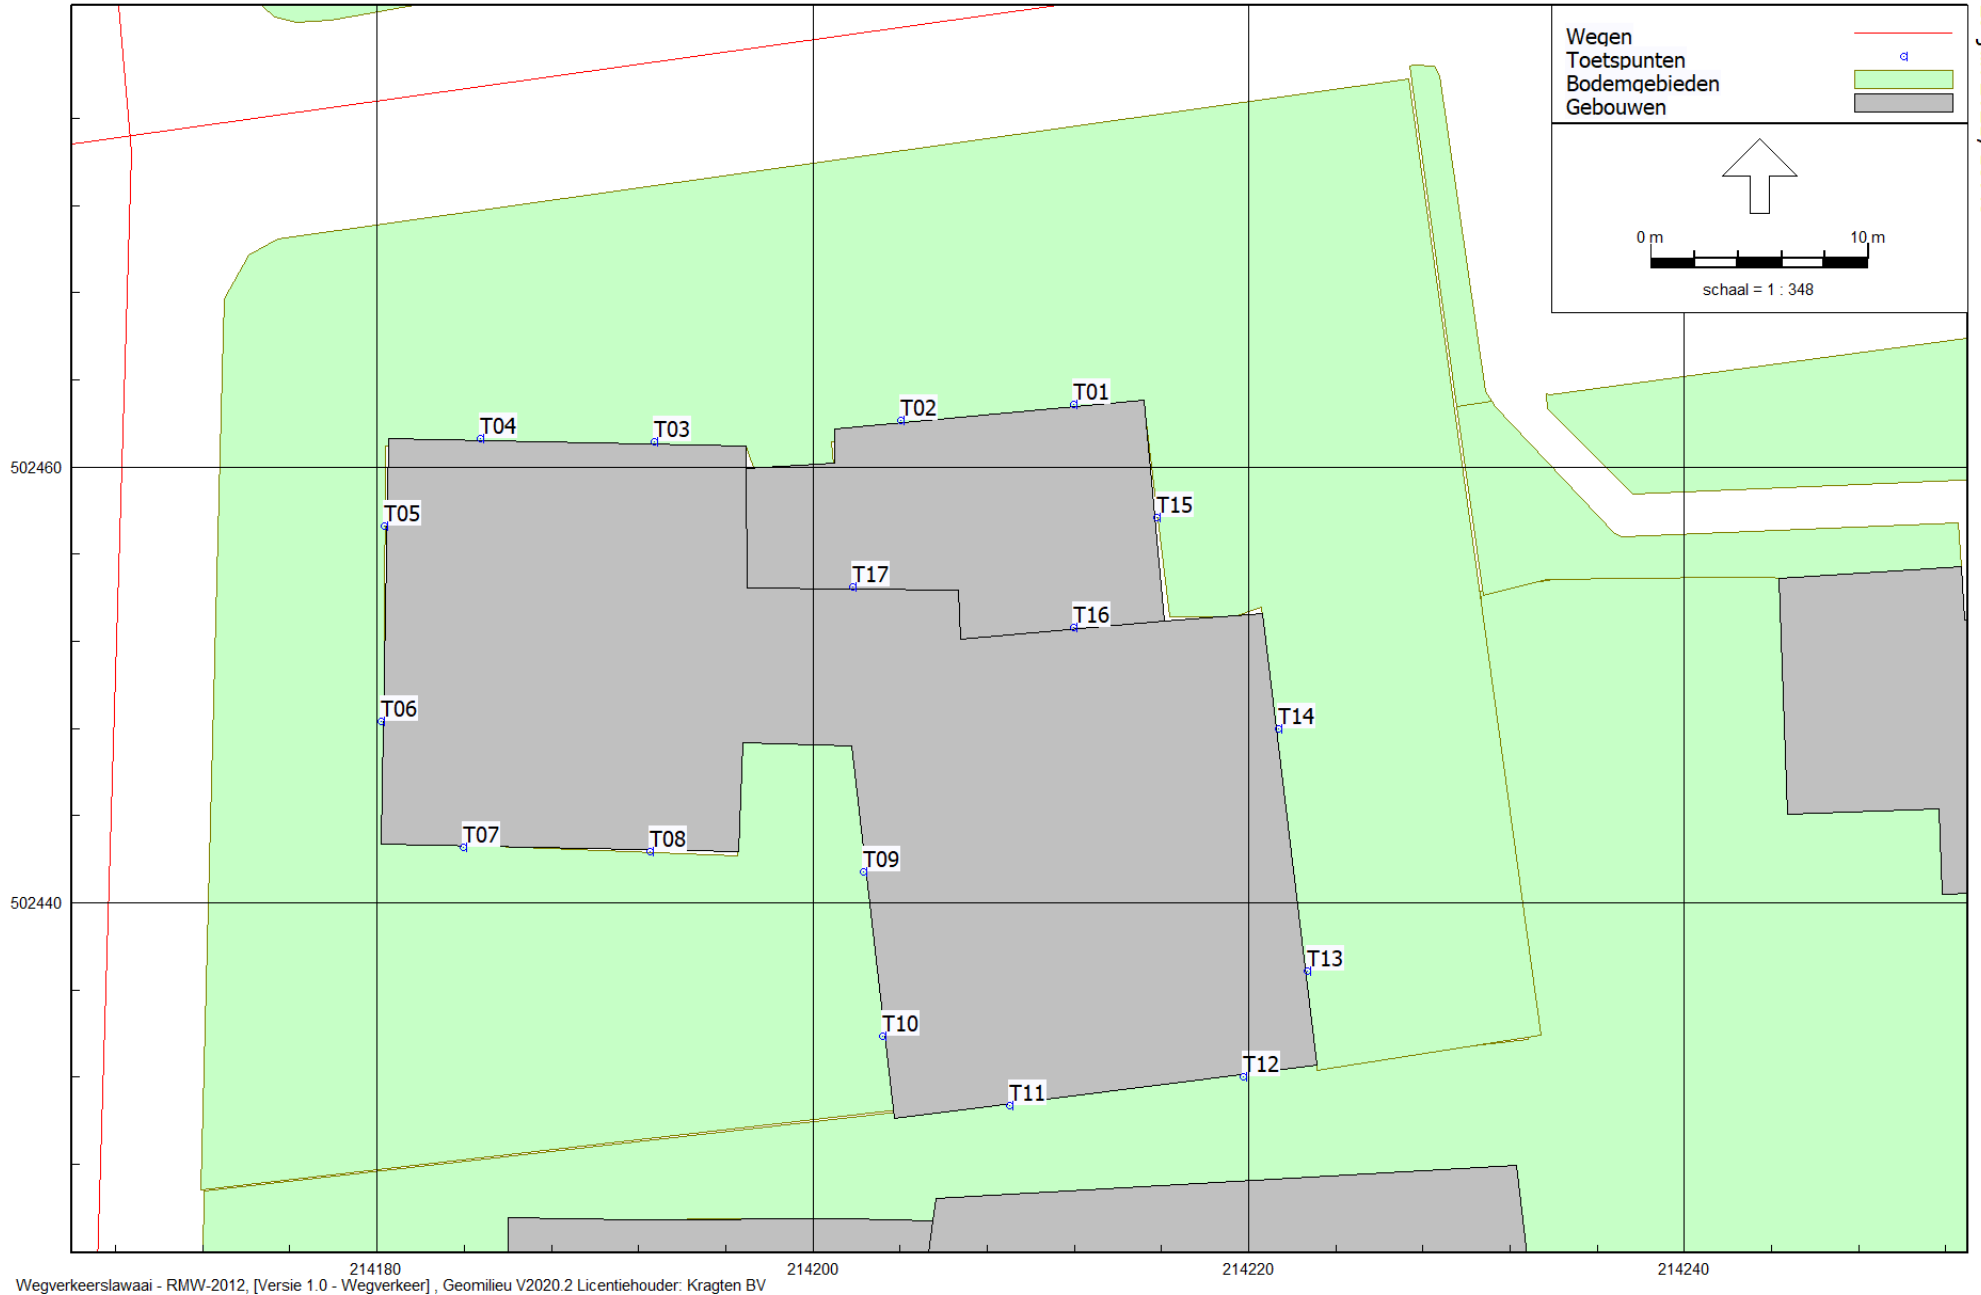 Wegen
Toetspunten
Bodemgebieden
Gebouwen
0 m 10 m
schaal = 1 : 348
T01
T02
T04
T03
502460
T15
T05
T17
T16
T06
T14
T07
T08
T09
502440
T13
T10
T12
T11
214180 214200 214220 214240
Wegverkeerslawaai - RMW-2012, [Versie 1.0 - Wegverkeer] , Geomilieu V2020.2 Licentiehouder: Kragten BV